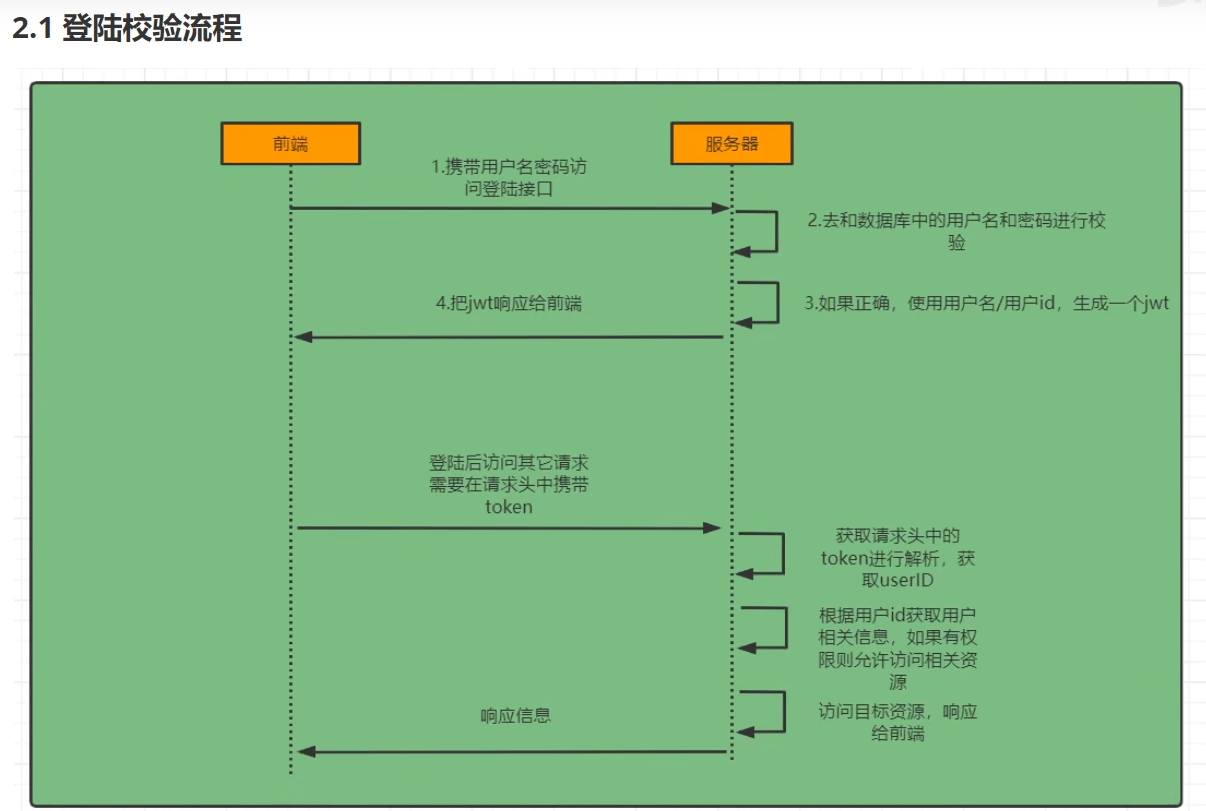 2.1 登陆校验流程
前端
服务器
1.携带用户名密码访
问登陆接口
2.去和数据库中的用户名和密码进行校
验
3.如果正确，使用用户名/用户id，生成一个jwt
4.把jwt响应给前端
登陆后访问其它请求
需要在请求头中携带
token
获取请求头中的
token进行解析，获
取userID
根据用户id获取用户
相关信息，如果有权
限则允许访问相关资
源
访问目标资源，响应
给前端
响应信息